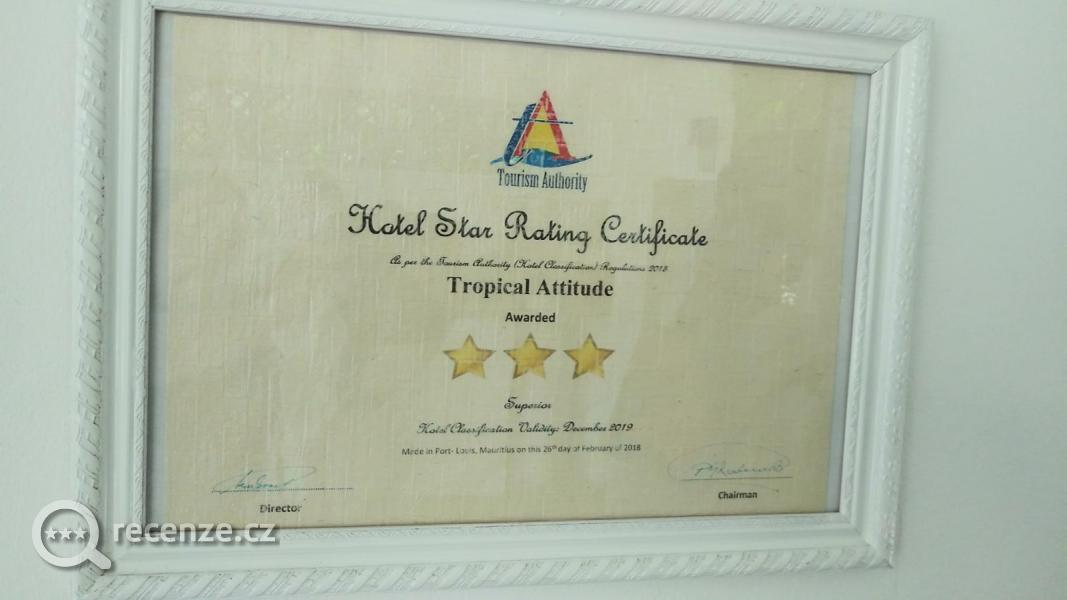 Tourism Authority
Hotel Star Rating Certificate
As per the Tourism Authority (Hotel Classification) Regulations 2018
Tropical Attitude
Awarded
Superior
Hotel Classification Validity: December 2019
Made in Port- Louis, Mauritius on this 26th day of February of 2018
Director
Chairman
recenze.cz